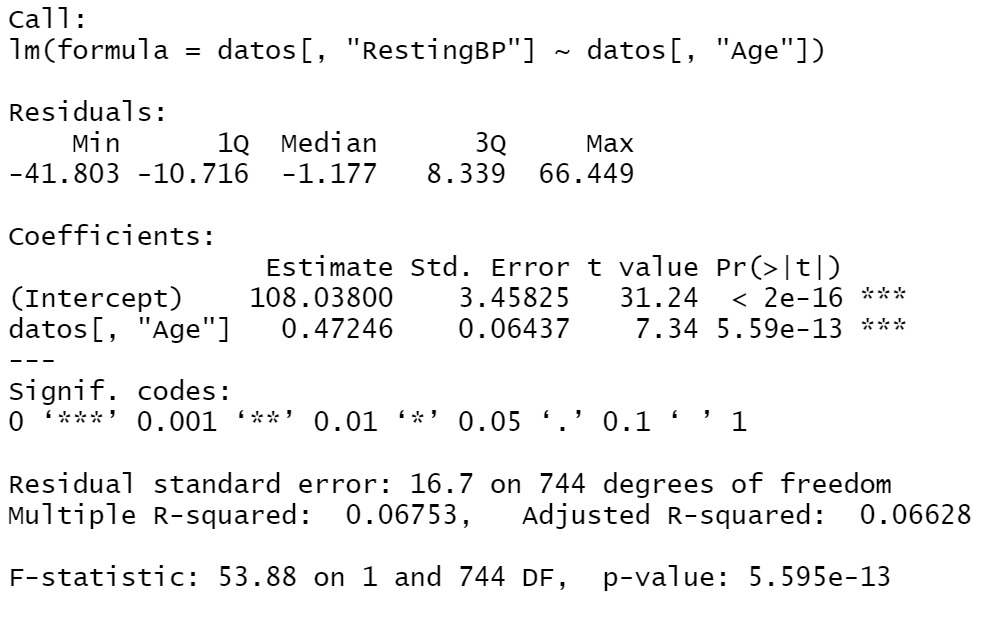 Call:
lm(formula = datos[, "RestingBP"] ~ datos[, "Age"])
Residuals:
    Min      1Q  Median      3Q     Max
-41.803 -10.716  -1.177   8.339  66.449
Coefficients:
                Estimate Std. Error t value Pr(>|t|)
(Intercept)    108.03800    3.45825   31.24  < 2e-16 ***
datos[, "Age"]   0.47246    0.06437    7.34 5.59e-13 ***
---
Signif. codes:
0 ‘***’ 0.001 ‘**’ 0.01 ‘*’ 0.05 ‘.’ 0.1 ‘ ’ 1
Residual standard error: 16.7 on 744 degrees of freedom
Multiple R-squared:  0.06753,   Adjusted R-squared:  0.06628
F-statistic: 53.88 on 1 and 744 DF,  p-value: 5.595e-13